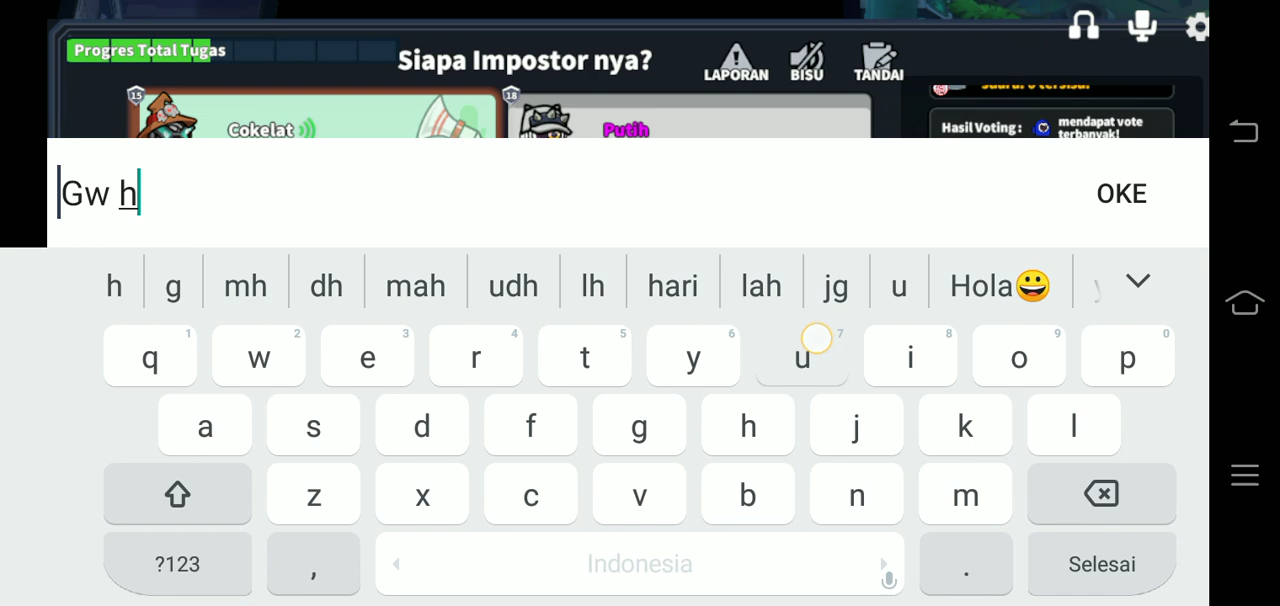 Progres Total Tugas
Siapa Impostor nya?
LAPORAN BISU TANDAI
15 Cokelat
18 Putih
Hasil Voting: mendapat vote terbanyak!
Gw h
OKE
h g mh dh mah udh lh hari lah jg u Hola😀
q 1 w 2 e 3 r 4 t 5 y 6 u 7 i 8 o 9 p 0
a s d f g h j k l
z x c v b n m
?123 , Indonesia . Selesai